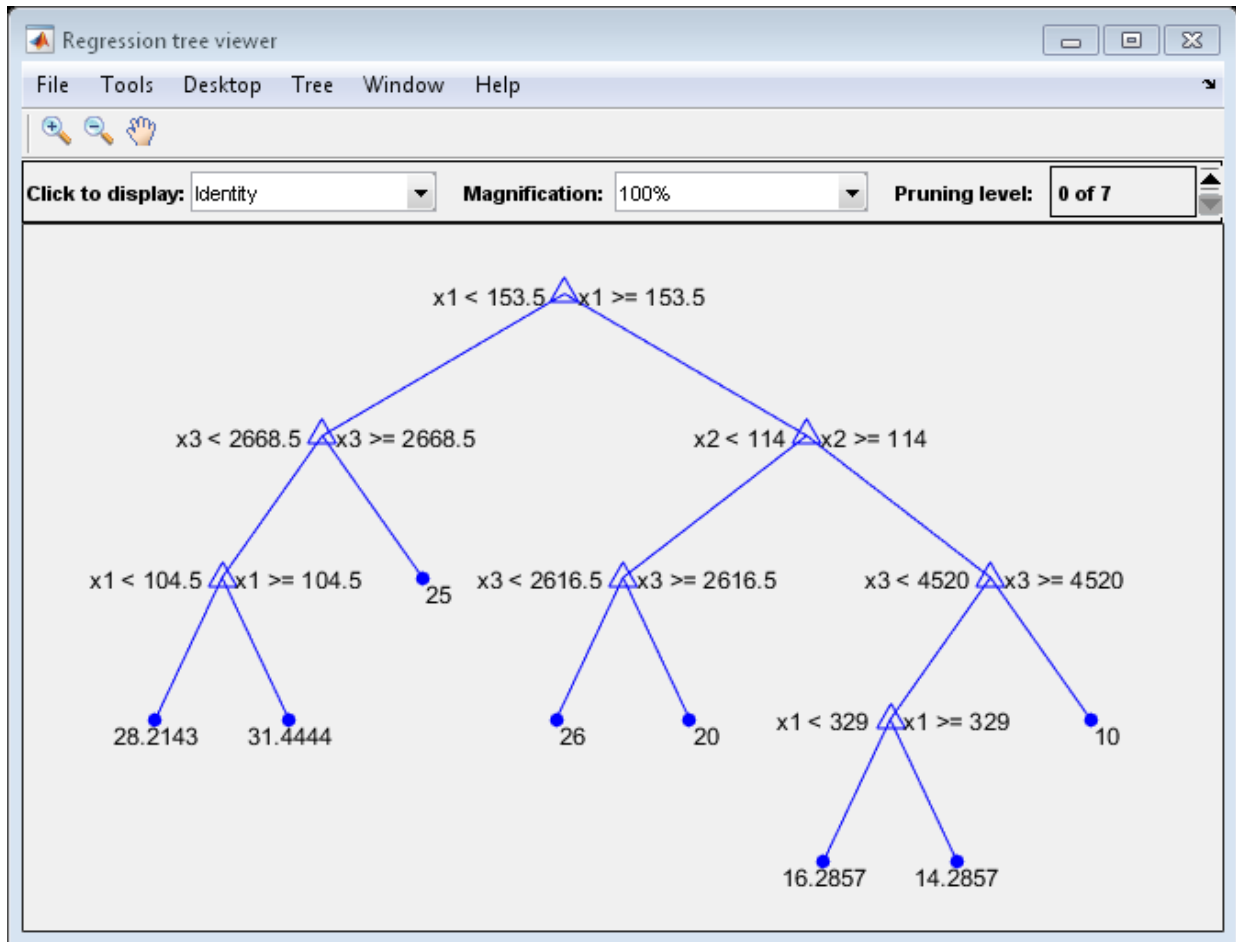 Regression tree viewer
File Tools Desktop Tree Window Help
Click to display: Identity Magnification: 100% Pruning level: 0 of 7
x1 < 153.5 x1 >= 153.5
x3 < 2668.5 x3 >= 2668.5 x2 < 114 x2 >= 114
x1 < 104.5 x1 >= 104.5 25 x3 < 2616.5 x3 >= 2616.5 x3 < 4520 x3 >= 4520
28.2143 31.4444 26 20 x1 < 329 x1 >= 329 10
16.2857 14.2857